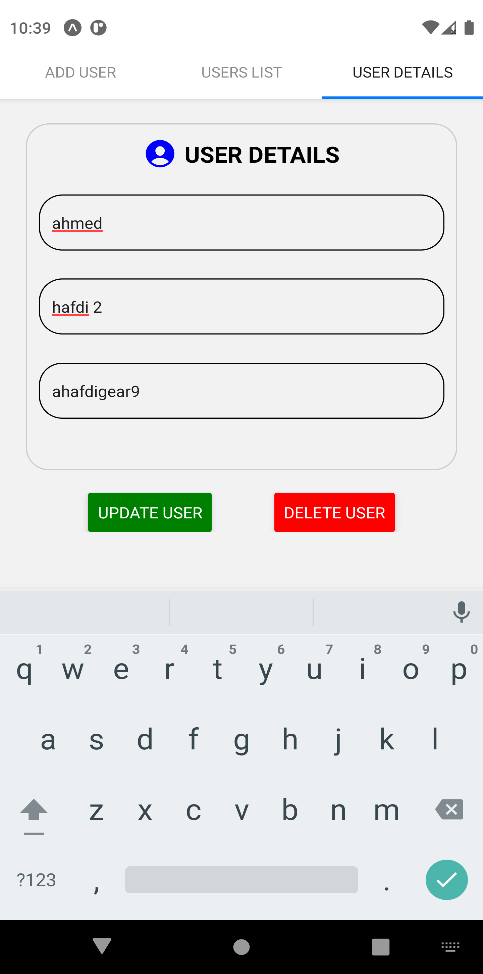 10:39
ADD USER USERS LIST USER DETAILS
USER DETAILS
ahmed
hafdi 2
ahafdigear9
UPDATE USER DELETE USER
1 2 3 4 5 6 7 8 9 0
q w e r t y u i o p
a s d f g h j k l
z x c v b n m
?123 , .